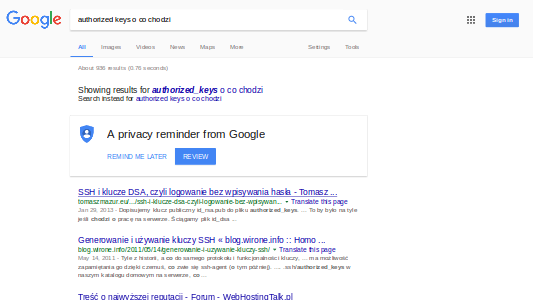 Google
authorized keys o co chodzi
Sign in
All Images Videos News Maps More Settings Tools
About 936 results (0.76 seconds)
Showing results for authorized_keys o co chodzi
Search instead for authorized keys o co chodzi
A privacy reminder from Google
REMIND ME LATER REVIEW
SSH i klucze DSA, czyli logowanie bez wpisywania hasła - Tomasz ...
tomaszmazur.eu/.../ssh-i-klucze-dsa-czyli-logowanie-bez-wpisywan... Translate this page
Jan 29, 2013 - Dopisujemy klucz publiczny id_rsa.pub do pliku authorized_keys. ... To by było na tyle
jeśli chodzi o pracę na serwerze. Ściągamy plik id_dsa ...
Generowanie i używanie kluczy SSH « blog.wirone.info :: Homo ...
blog.wirone.info/2011/05/14/generowanie-i-uzywanie-kluczy-ssh/ Translate this page
May 14, 2011 - Tyle z historii, a co do samego protokołu i funkcjonalności kluczy, ... ma możliwość
zapamiętania go dzięki czemuś, co zwie się ssh-agent (o tym później). ... .ssh/authorized_keys w
naszym katalogu domowym na serwerze, co ...
Treść o najwyższej reputacji - Forum - WebHostingTalk.pl